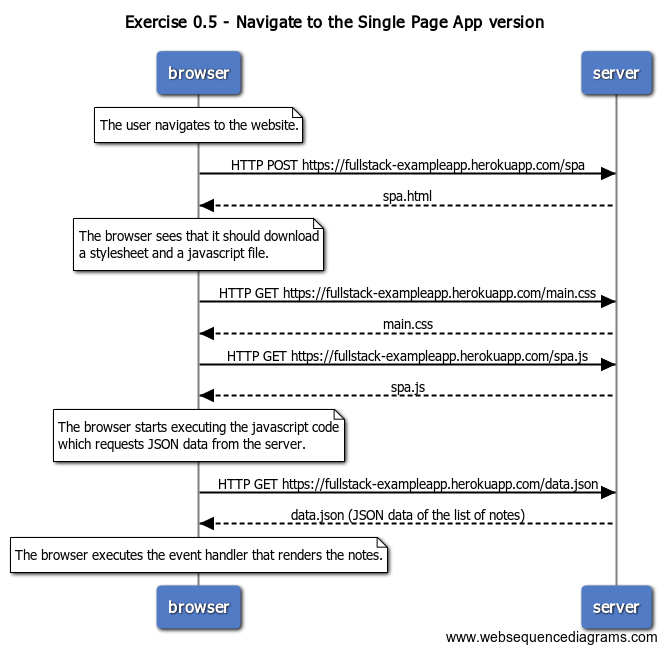 Exercise 0.5 - Navigate to the Single Page App version
browser
server
The user navigates to the website.
HTTP POST https://fullstack-exampleapp.herokuapp.com/spa
spa.html
The browser sees that it should download
a stylesheet and a javascript file.
HTTP GET https://fullstack-exampleapp.herokuapp.com/main.css
main.css
HTTP GET https://fullstack-exampleapp.herokuapp.com/spa.js
spa.js
The browser starts executing the javascript code
which requests JSON data from the server.
HTTP GET https://fullstack-exampleapp.herokuapp.com/data.json
data.json (JSON data of the list of notes)
The browser executes the event handler that renders the notes.
browser
server
www.websequencediagrams.com